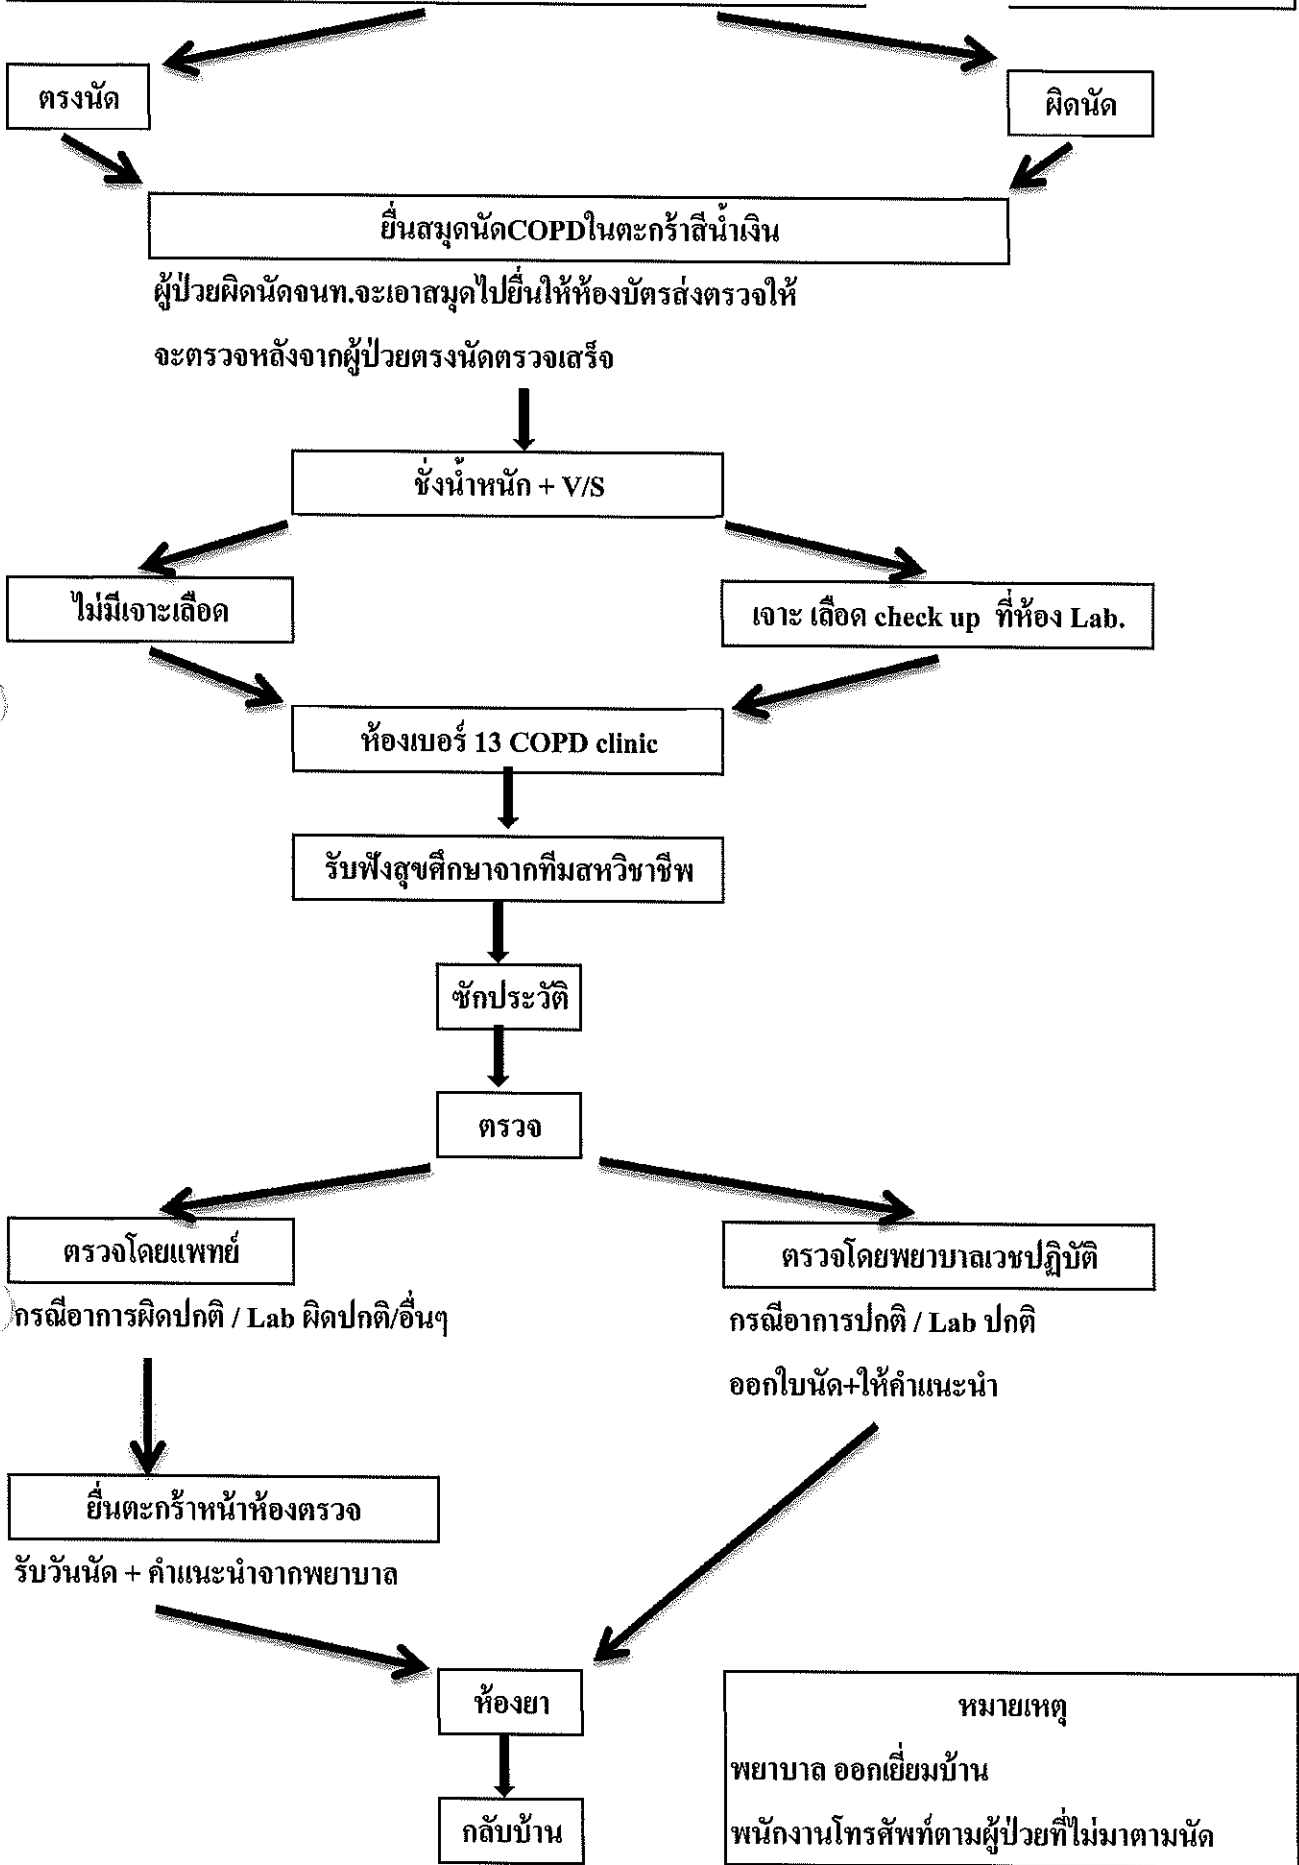 ตรงนัด
ผิดนัด
ยื่นสมุดนัดCOPDในตะกร้าสีน้ำเงิน
ผู้ป่วยผิดนัดจนท.จะเอาสมุดไปยื่นให้ห้องบัตรส่งตรวจให้
จะตรวจหลังจากผู้ป่วยตรงนัดตรวจเสร็จ
ชั่งน้ำหนัก + V/S
ไม่มีเจาะเลือด
เจาะ เลือด check up ที่ห้อง Lab.
ห้องเบอร์ 13 COPD clinic
รับฟังสุขศึกษาจากทีมสหวิชาชีพ
ซักประวัติ
ตรวจ
ตรวจโดยแพทย์
ตรวจโดยพยาบาลเวชปฏิบัติ
กรณีอาการผิดปกติ / Lab ผิดปกติ/อื่นๆ
กรณีอาการปกติ / Lab ปกติ
ออกใบนัด+ให้คำแนะนำ
ยื่นตะกร้าหน้าห้องตรวจ
รับวันนัด + คำแนะนำจากพยาบาล
ห้องยา
กลับบ้าน
หมายเหตุ
พยาบาล ออกเยี่ยมบ้าน
พนักงานโทรศัพท์ตามผู้ป่วยที่ไม่มาตามนัด